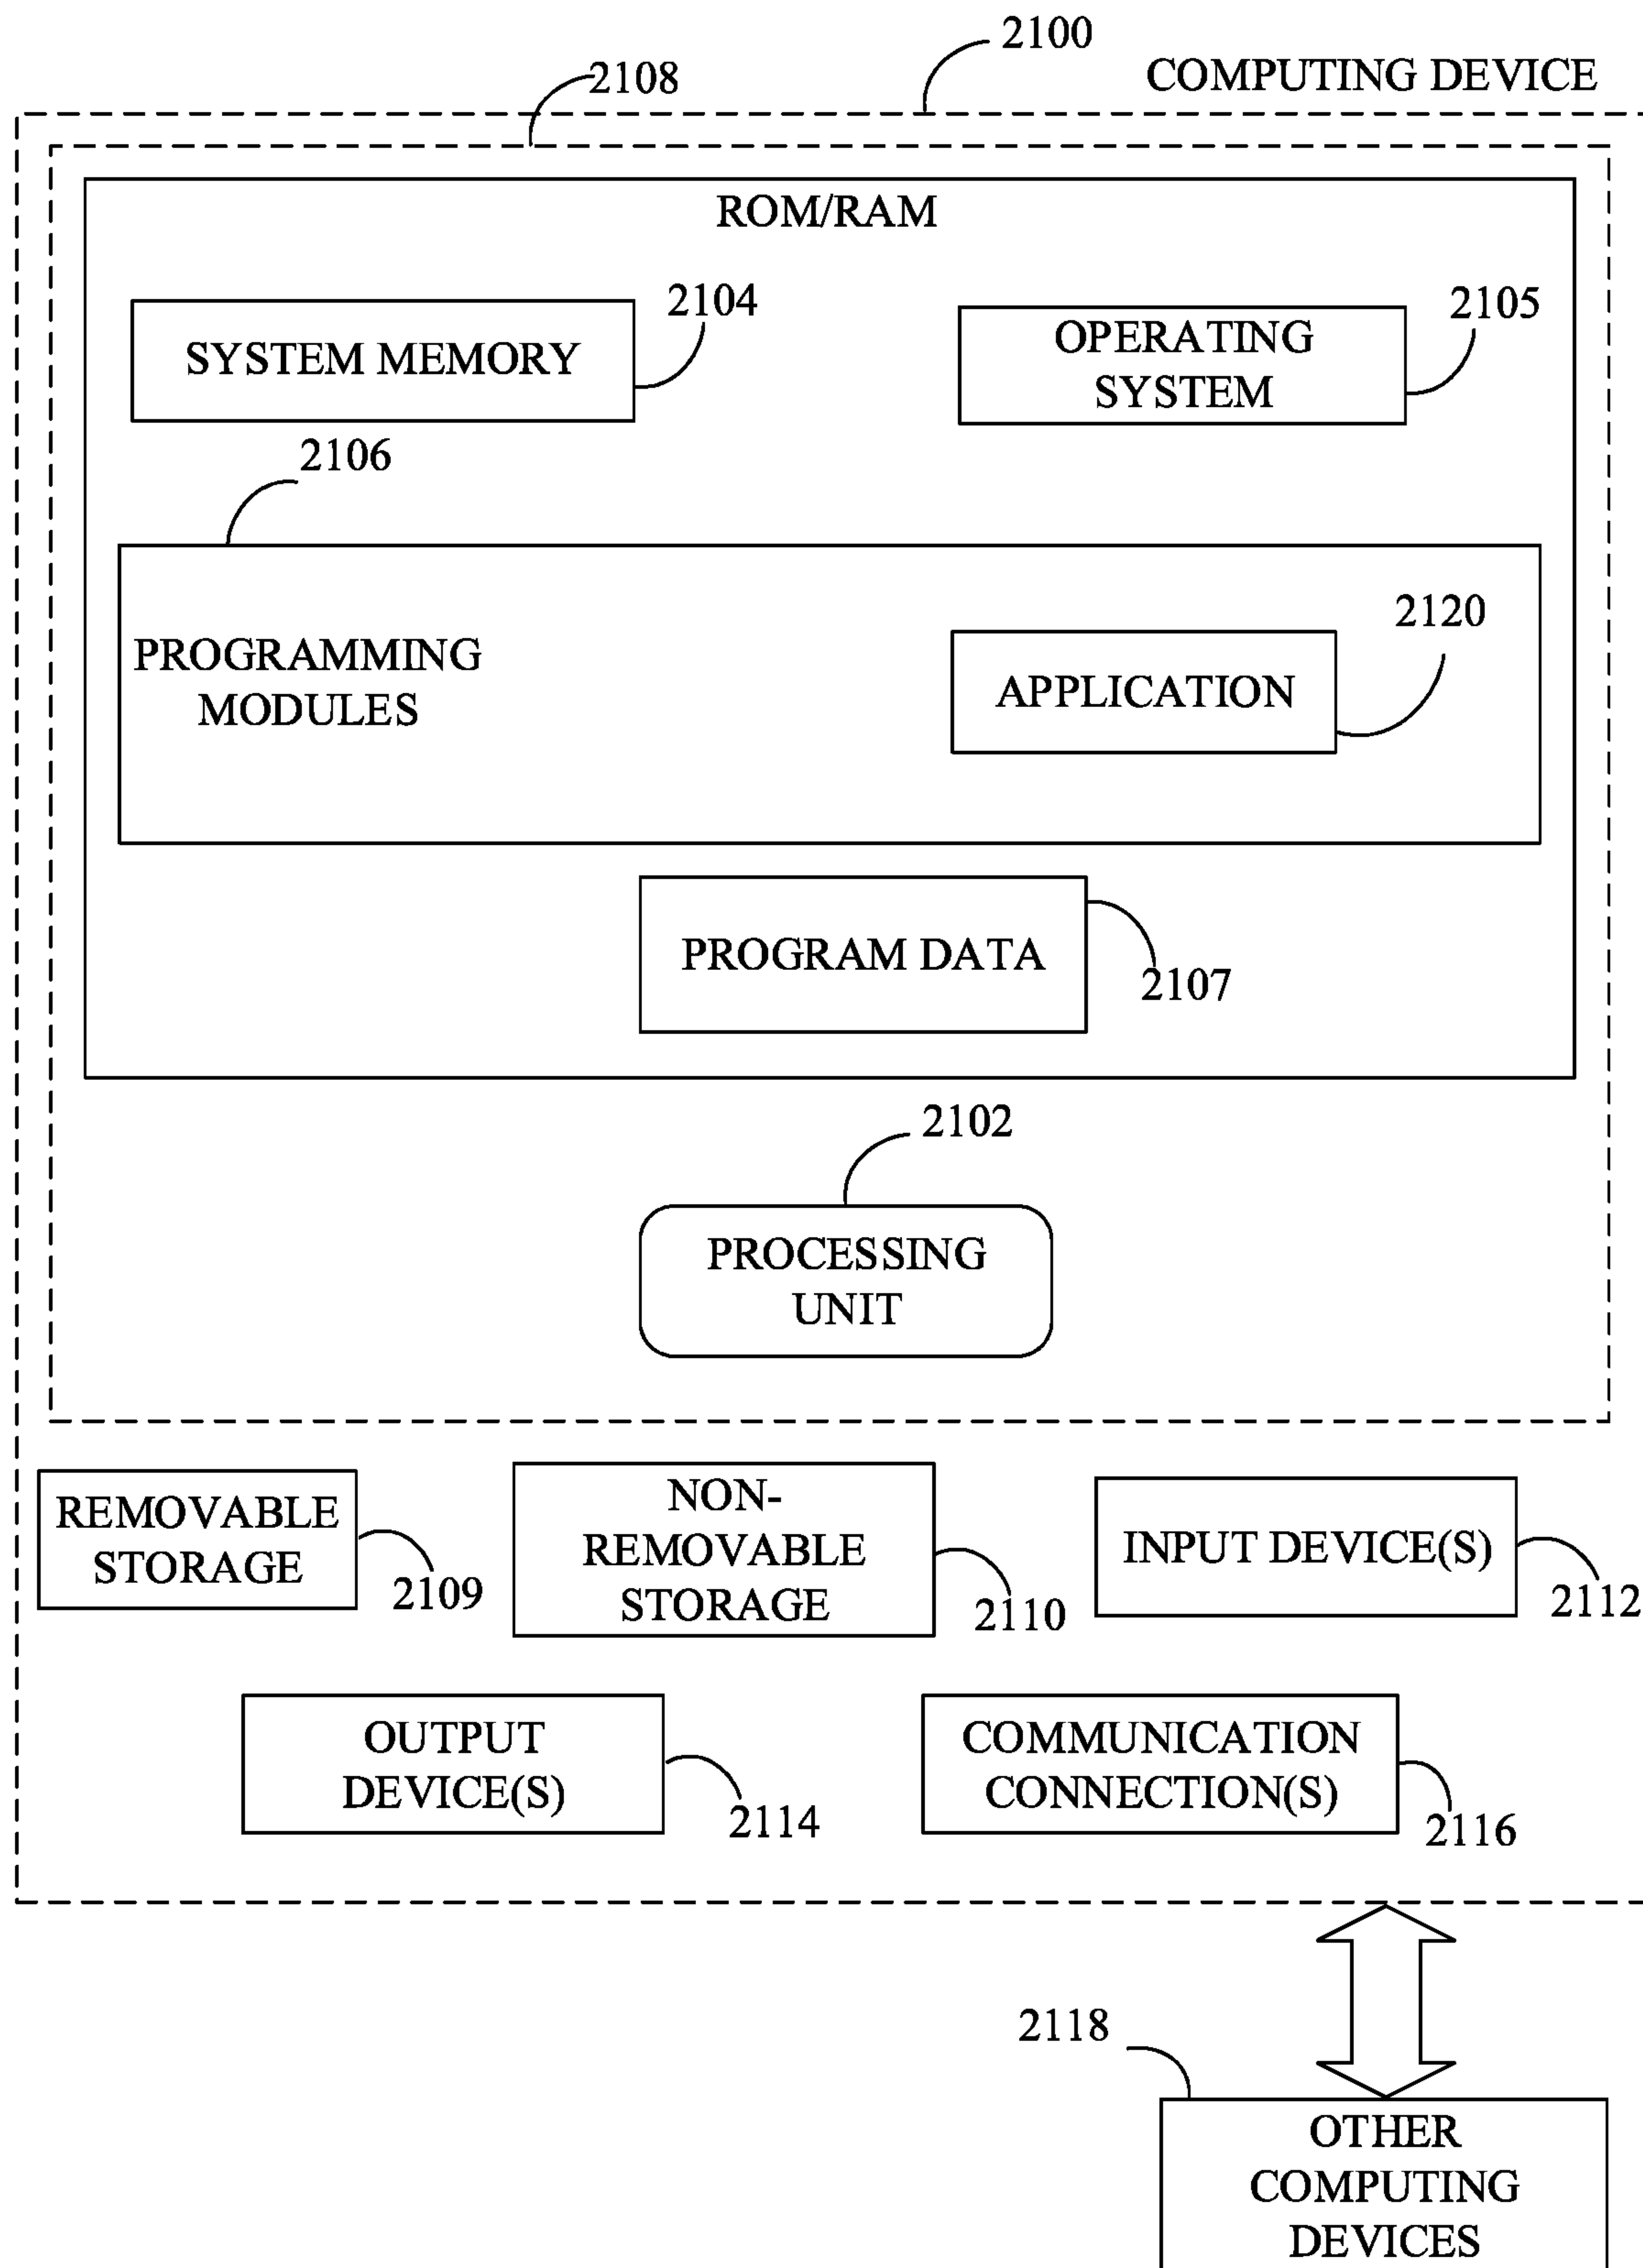 2100
COMPUTING DEVICE
2108
ROM/RAM
SYSTEM MEMORY
2104
OPERATING
SYSTEM
2105
2106
PROGRAMMING
MODULES
APPLICATION
2120
PROGRAM DATA
2107
2102
PROCESSING
UNIT
REMOVABLE
STORAGE
2109
NON-
REMOVABLE
STORAGE
2110
INPUT DEVICE(S)
2112
OUTPUT
DEVICE(S)
2114
COMMUNICATION
CONNECTION(S)
2116
2118
OTHER
COMPUTING
DEVICES